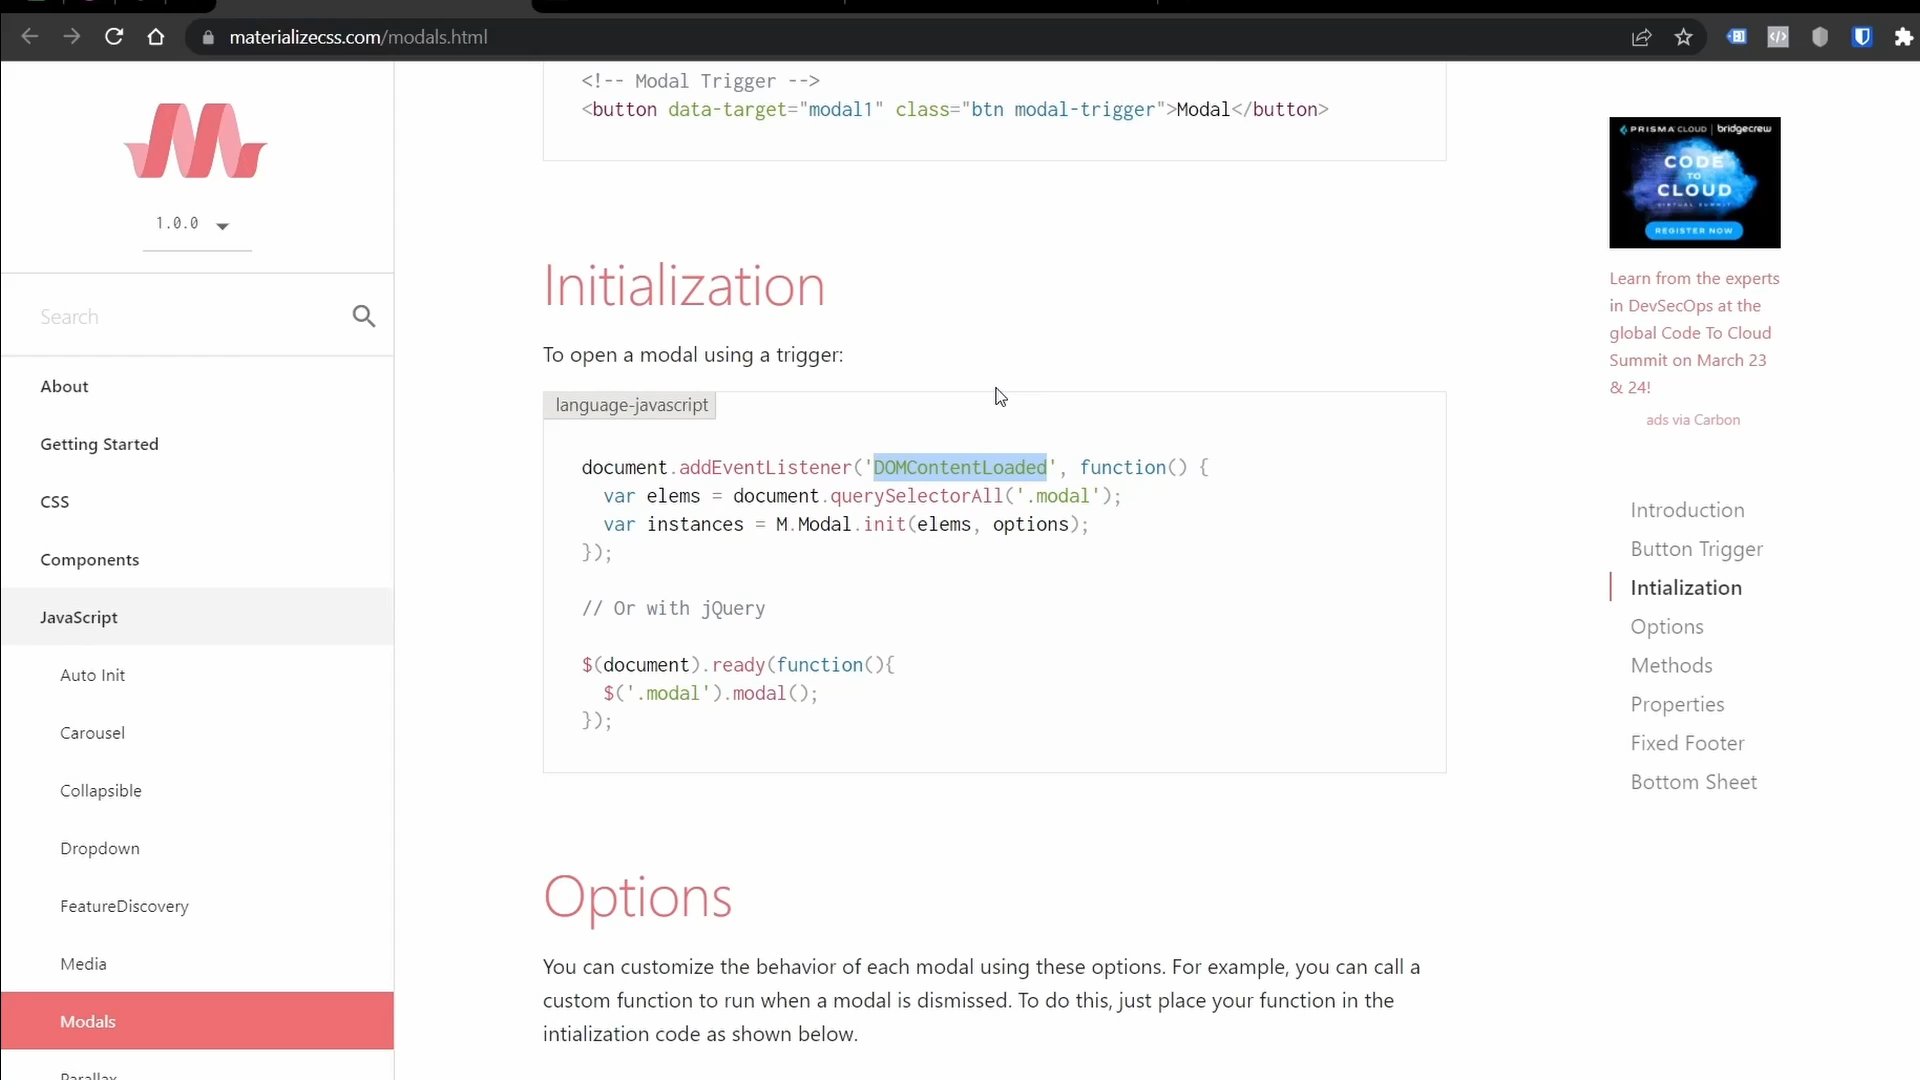 materializecss.com/modals.html
1.0.0
Search
About
Getting Started
CSS
Components
JavaScript
Auto Init
Carousel
Collapsible
Dropdown
FeatureDiscovery
Media
Modals
Parallax
<!-- Modal Trigger -->
<button data-target="modal1" class="btn modal-trigger">Modal</button>
Initialization
To open a modal using a trigger:
language-javascript
document.addEventListener('DOMContentLoaded', function() {
  var elems = document.querySelectorAll('.modal');
  var instances = M.Modal.init(elems, options);
});
// Or with jQuery
$(document).ready(function(){
  $('.modal').modal();
});
Options
You can customize the behavior of each modal using these options. For example, you can call a
custom function to run when a modal is dismissed. To do this, just place your function in the
intialization code as shown below.
PRISMA CLOUD | bridgecrew
CODE
TO
CLOUD
VIRTUAL SUMMIT
REGISTER NOW
Learn from the experts
in DevSecOps at the
global Code To Cloud
Summit on March 23
& 24!
ads via Carbon
Introduction
Button Trigger
Intialization
Options
Methods
Properties
Fixed Footer
Bottom Sheet